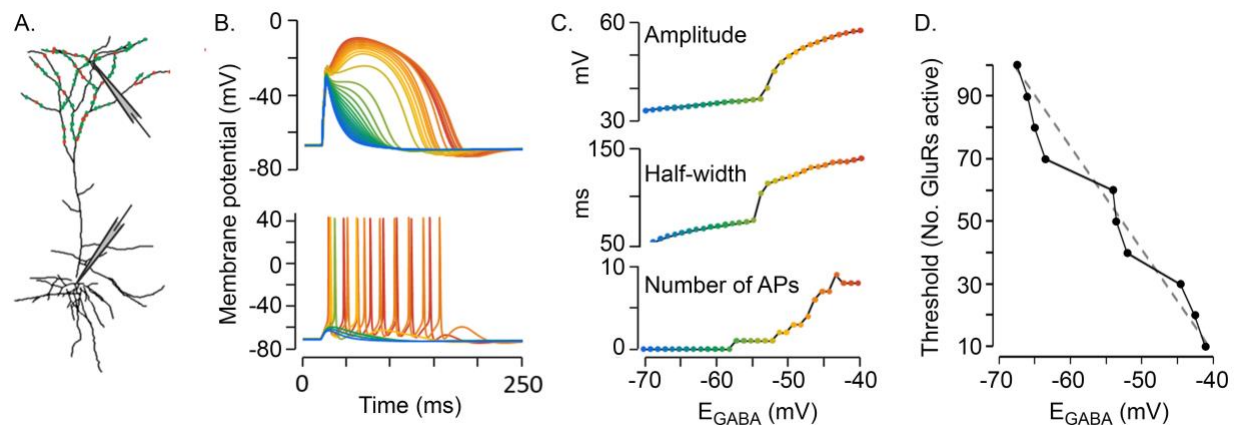 A.
B.
Membrane potential (mV)
0
-40
-80
40
0
-40
-80
0
250
Time (ms)
C.
60
mV
30
Amplitude
150
ms
50
Half-width
10
0
Number of APs
-70
-60
-50
-40
E_GABA (mV)
D.
Threshold (No. GluRs active)
90
70
50
30
10
-70
-60
-50
-40
E_GABA (mV)